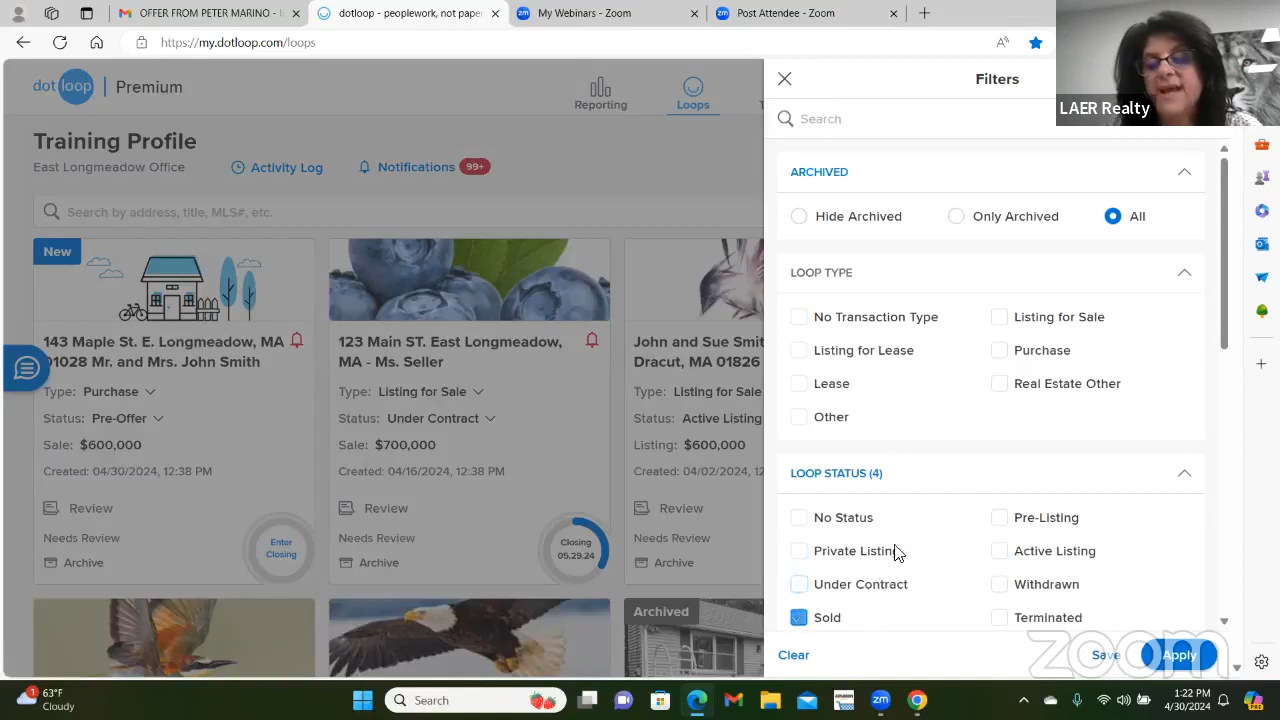 OFFER FROM PETER MARINO - l
dotloop - peoplework, not paper
My Webinars - Zoom
Post Attendee - Zoom
https://my.dotloop.com/loops
LAER Realty
dotloop Premium
Reporting
Loops
T
Filters
Search
Training Profile
East Longmeadow Office
Activity Log
Notifications 99+
Search by address, title, MLS#, etc.
New
143 Maple St. E. Longmeadow, MA
01028 Mr. and Mrs. John Smith
Type: Purchase
Status: Pre-Offer
Sale: $600,000
Created: 04/30/2024, 12:38 PM
Review
Needs Review
Archive
Enter
Closing
123 Main ST. East Longmeadow,
MA - Ms. Seller
Type: Listing for Sale
Status: Under Contract
Sale: $700,000
Created: 04/16/2024, 12:38 PM
Review
Needs Review
Archive
Closing
05.29.24
John and Sue Smit
Dracut, MA 01826
Type: Listing for Sal
Status: Active Listing
Listing: $600,000
Created: 04/02/2024, 12:3
Review
Needs Review
Archive
Archived
ARCHIVED
Hide Archived
Only Archived
All
LOOP TYPE
No Transaction Type
Listing for Sale
Listing for Lease
Purchase
Lease
Real Estate Other
Other
LOOP STATUS (4)
No Status
Pre-Listing
Private Listing
Active Listing
Under Contract
Withdrawn
Sold
Terminated
Clear
Save
Apply
zoom
1
63°F
Cloudy
Search
1:22 PM
4/30/2024